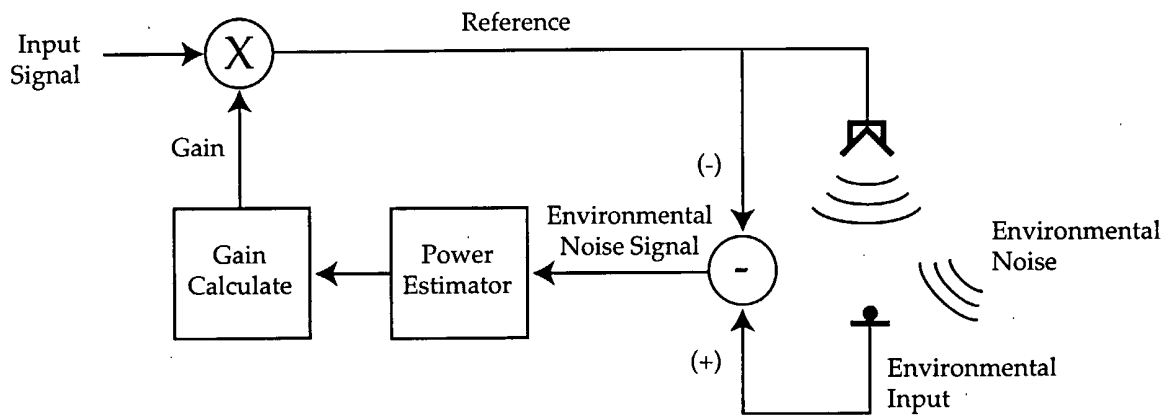 Reference
Input
Signal
X
Gain
(-)
Environmental
Noise Signal
Environmental
Noise
Gain
Calculate
Power
Estimator
-
(+)
Environmental
Input